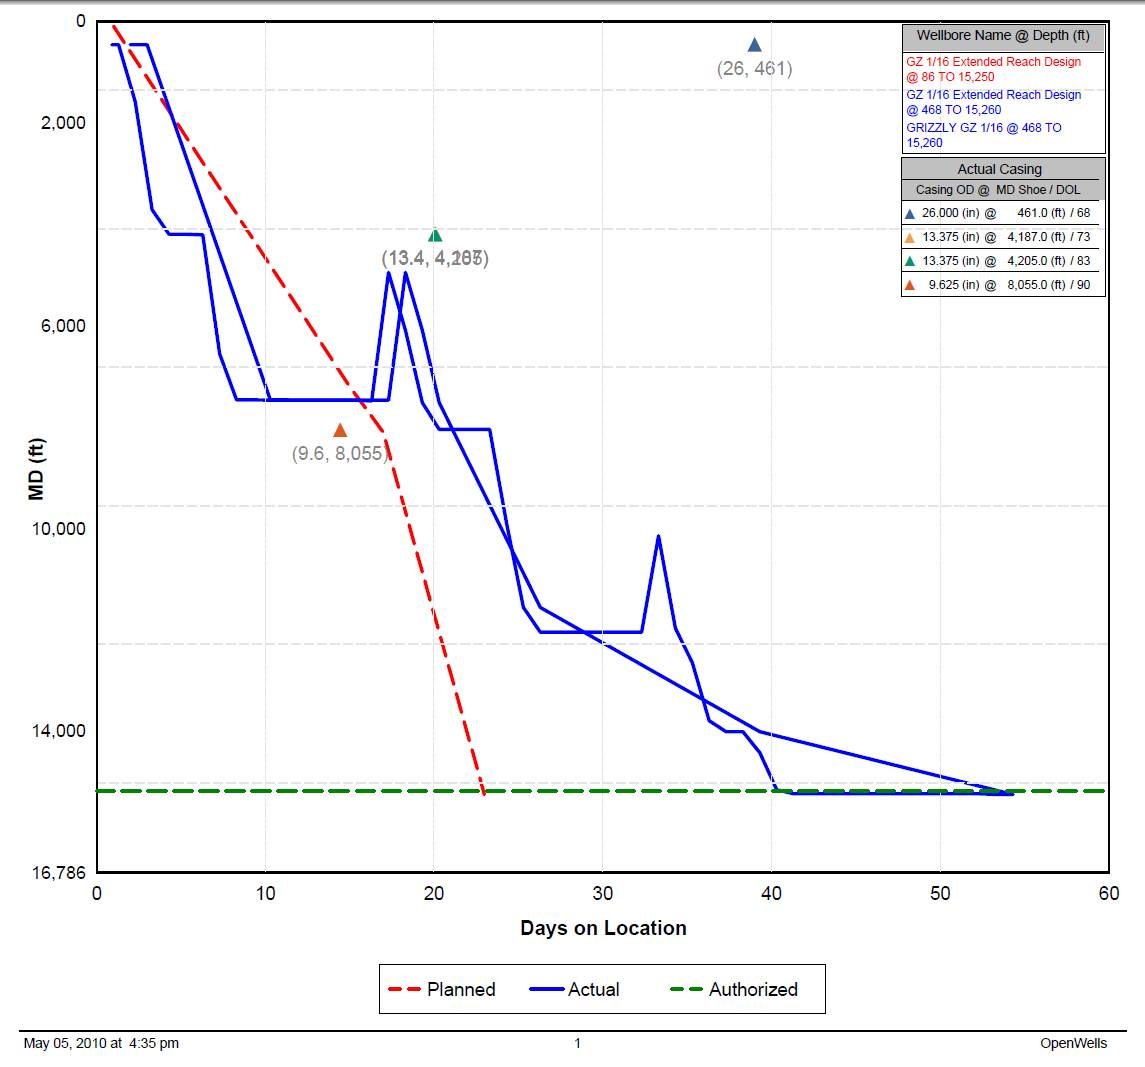 0
2,000
6,000
10,000
14,000
16,786
MD (ft)
0 10 20 30 40 50 60
Days on Location
(26, 461)
(9.6, 8,055)
Wellbore Name @ Depth (ft)
GZ 1/16 Extended Reach Design
@ 86 TO 15,250
GZ 1/16 Extended Reach Design
@ 468 TO 15,260
GRIZZLY GZ 1/16 @ 468 TO
15,260
Actual Casing
Casing OD @ MD Shoe / DOL
26.000 (in) @ 461.0 (ft) / 68
13.375 (in) @ 4,187.0 (ft) / 73
13.375 (in) @ 4,205.0 (ft) / 83
9.625 (in) @ 8,055.0 (ft) / 90
Planned Actual Authorized
May 05, 2010 at 4:35 pm 1 OpenWells